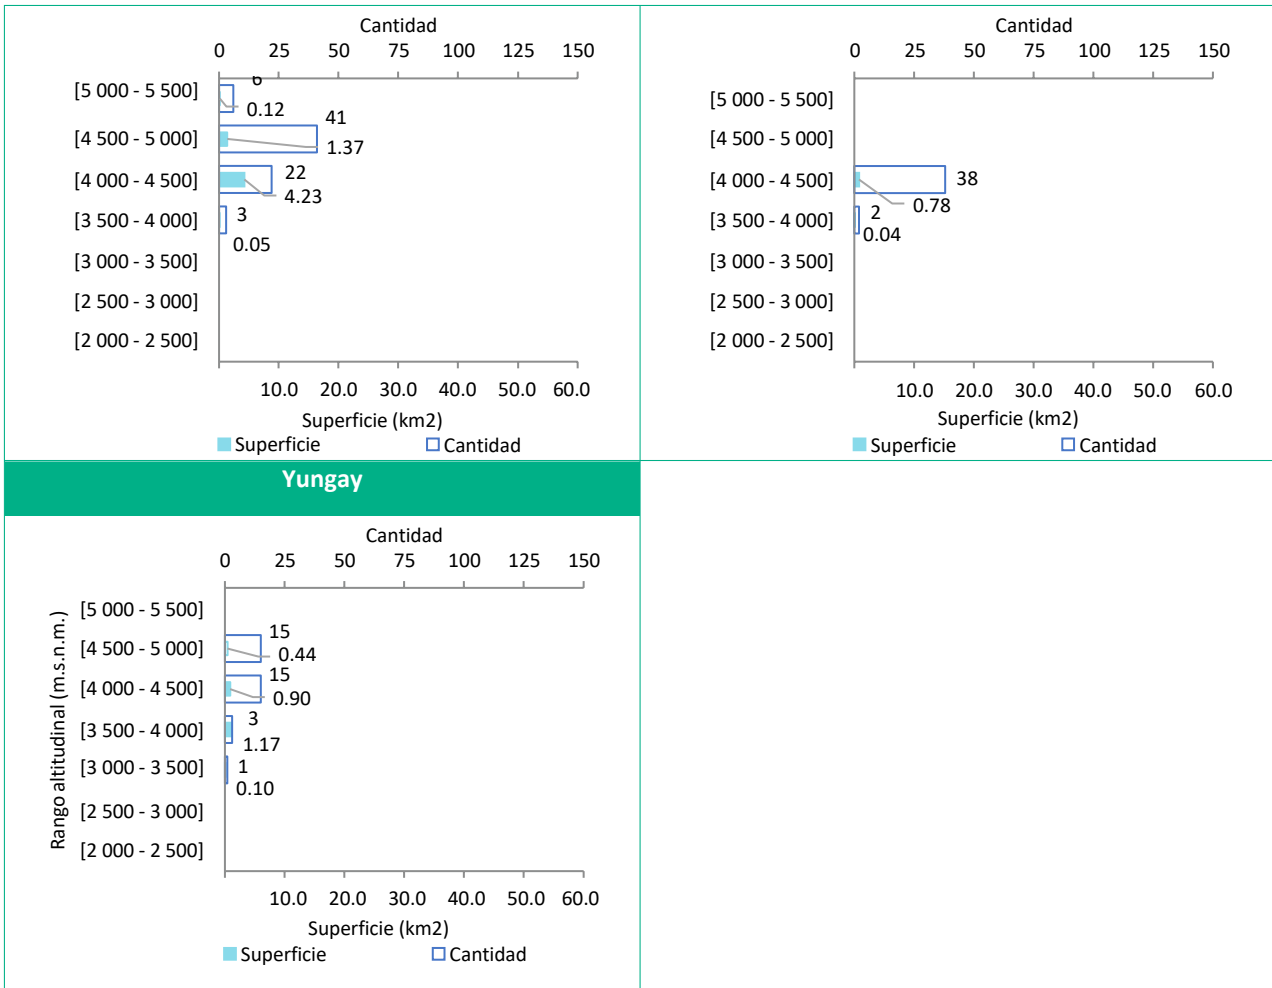 Cantidad
0 25 50 75 100 125 150
[5 000 - 5 500] 6
0.12
[4 500 - 5 000] 41
1.37
[4 000 - 4 500] 22
4.23
[3 500 - 4 000] 3
0.05
[3 000 - 3 500]
[2 500 - 3 000]
[2 000 - 2 500]
10.0 20.0 30.0 40.0 50.0 60.0
Superficie (km2)
Superficie Cantidad
Cantidad
0 25 50 75 100 125 150
[5 000 - 5 500]
[4 500 - 5 000]
[4 000 - 4 500] 38
0.78
[3 500 - 4 000] 2
0.04
[3 000 - 3 500]
[2 500 - 3 000]
[2 000 - 2 500]
10.0 20.0 30.0 40.0 50.0 60.0
Superficie (km2)
Superficie Cantidad
Yungay
Cantidad
0 25 50 75 100 125 150
Rango altitudinal (m.s.n.m.)
[5 000 - 5 500]
[4 500 - 5 000] 15
0.44
[4 000 - 4 500] 15
0.90
[3 500 - 4 000] 3
1.17
[3 000 - 3 500] 1
0.10
[2 500 - 3 000]
[2 000 - 2 500]
10.0 20.0 30.0 40.0 50.0 60.0
Superficie (km2)
Superficie Cantidad